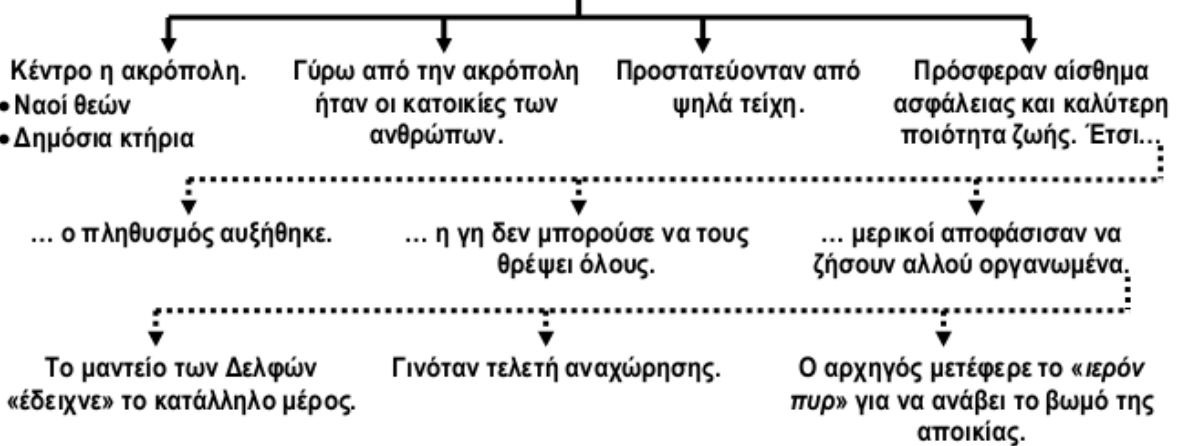 Κέντρο η ακρόπολη.
•Ναοί θεών
•Δημόσια κτήρια
Γύρω από την ακρόπολη
ήταν οι κατοικίες των
ανθρώπων.
Προστατεύονταν από
ψηλά τείχη.
Πρόσφεραν αίσθημα
ασφάλειας και καλύτερη
ποιότητα ζωής. Έτσι...
... ο πληθυσμός αυξήθηκε.
... η γη δεν μπορούσε να τους
θρέψει όλους.
... μερικοί αποφάσισαν να
ζήσουν αλλού οργανωμένα.
Το μαντείο των Δελφών
«έδειχνε» το κατάλληλο μέρος.
Γινόταν τελετή αναχώρησης.
Ο αρχηγός μετέφερε το «ιερόν
πυρ» για να ανάβει το βωμό της
αποικίας.